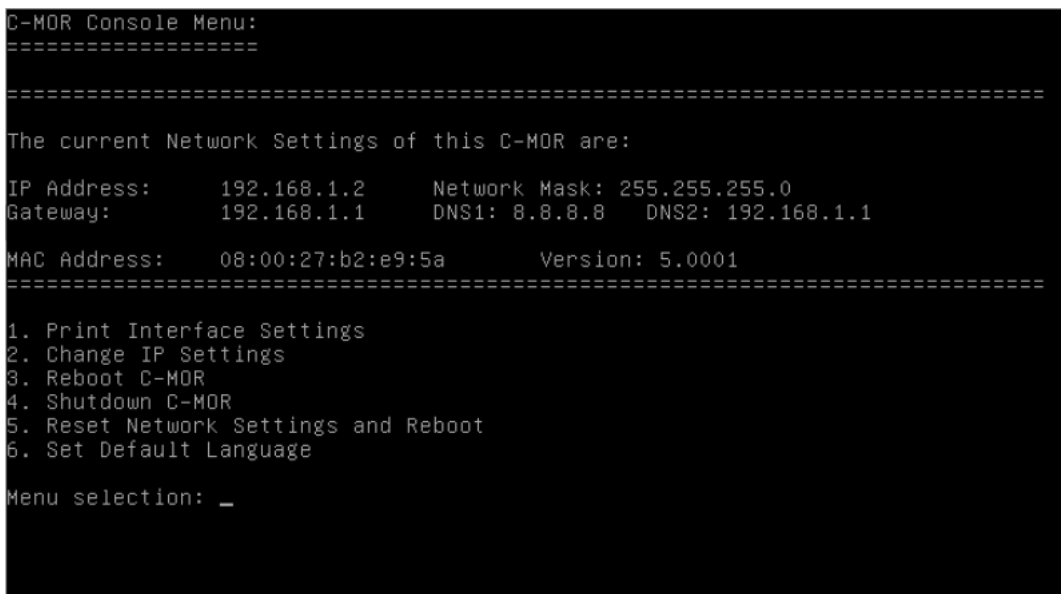 C-MOR Console Menu:
===================
===============================================================================
The current Network Settings of this C-MOR are:
IP Address: 192.168.1.2 Network Mask: 255.255.255.0
Gateway: 192.168.1.1 DNS1: 8.8.8.8 DNS2: 192.168.1.1
MAC Address: 08:00:27:b2:e9:5a Version: 5.0001
===============================================================================
1. Print Interface Settings
2. Change IP Settings
3. Reboot C-MOR
4. Shutdown C-MOR
5. Reset Network Settings and Reboot
6. Set Default Language
Menu selection: _